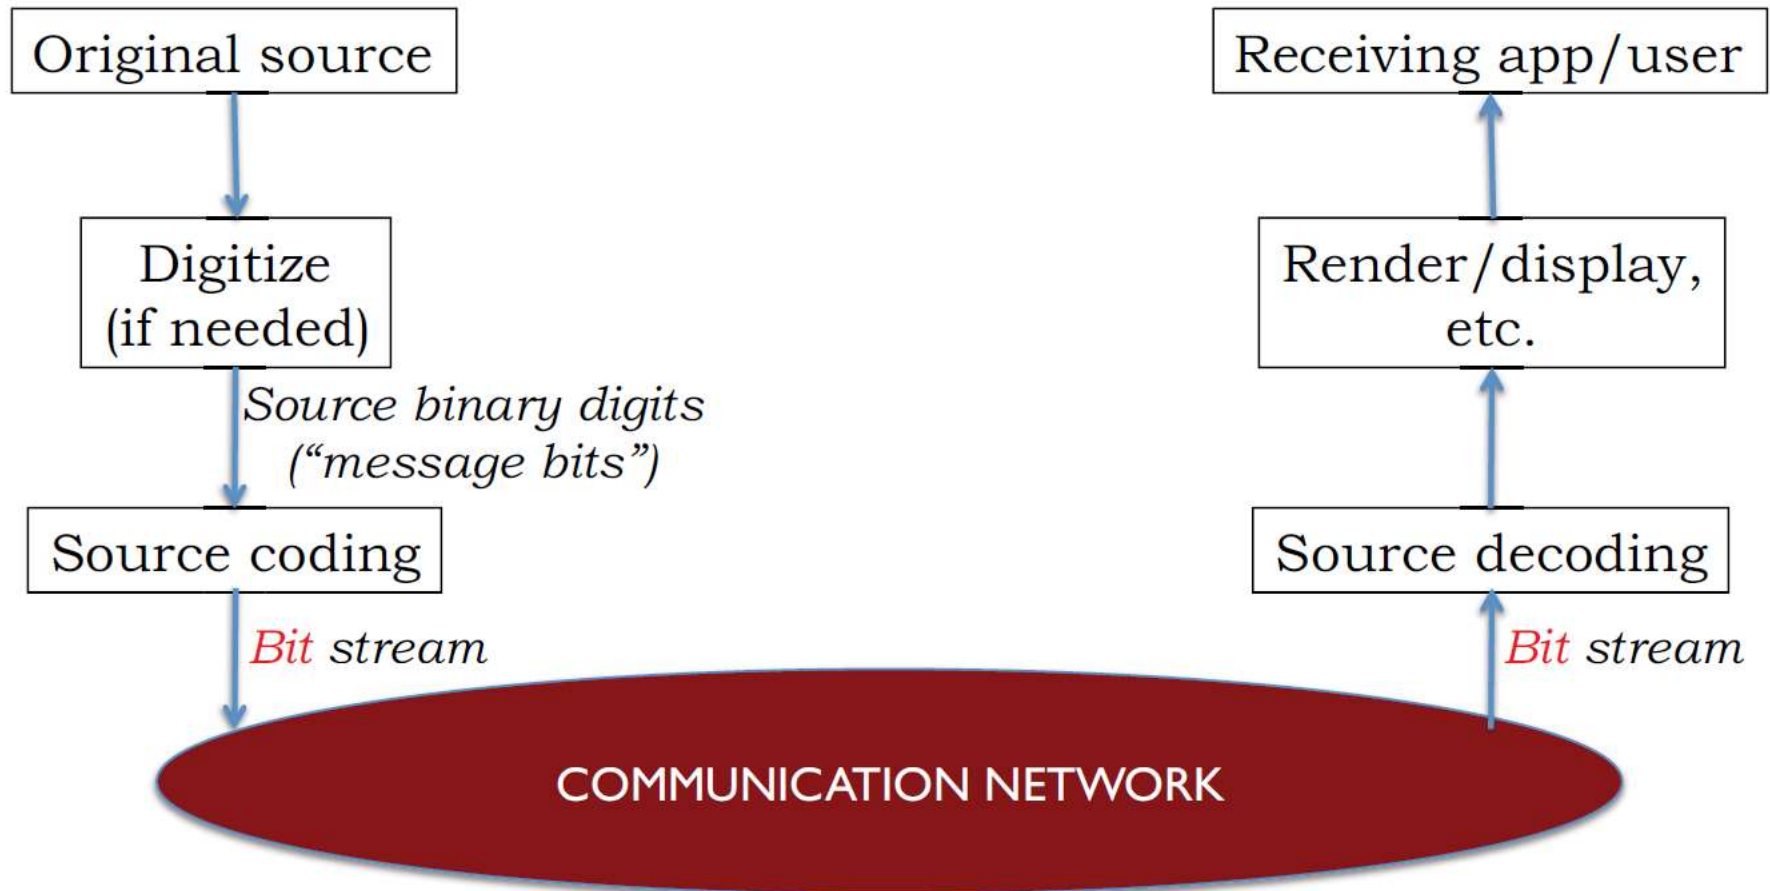 Original source
Digitize
(if needed)
Source binary digits
(“message bits”)
Source coding
Bit stream
COMMUNICATION NETWORK
Receiving app/user
Render/display,
etc.
Source decoding
Bit stream